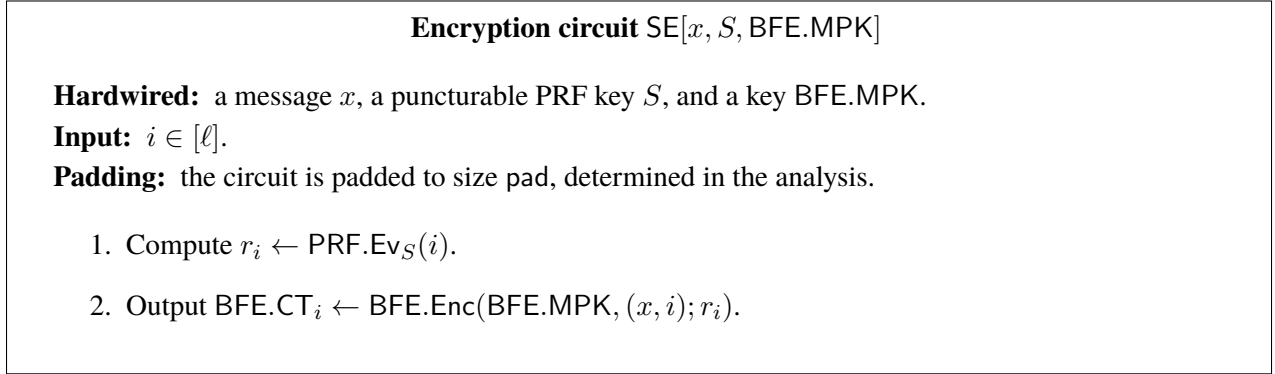 Encryption circuit SE[x, S, BFE.MPK]
Hardwired: a message x, a puncturable PRF key S, and a key BFE.MPK.
Input: i ∈ [ℓ].
Padding: the circuit is padded to size pad, determined in the analysis.
1. Compute r_i ← PRF.Ev_S(i).
2. Output BFE.CT_i ← BFE.Enc(BFE.MPK, (x, i); r_i).